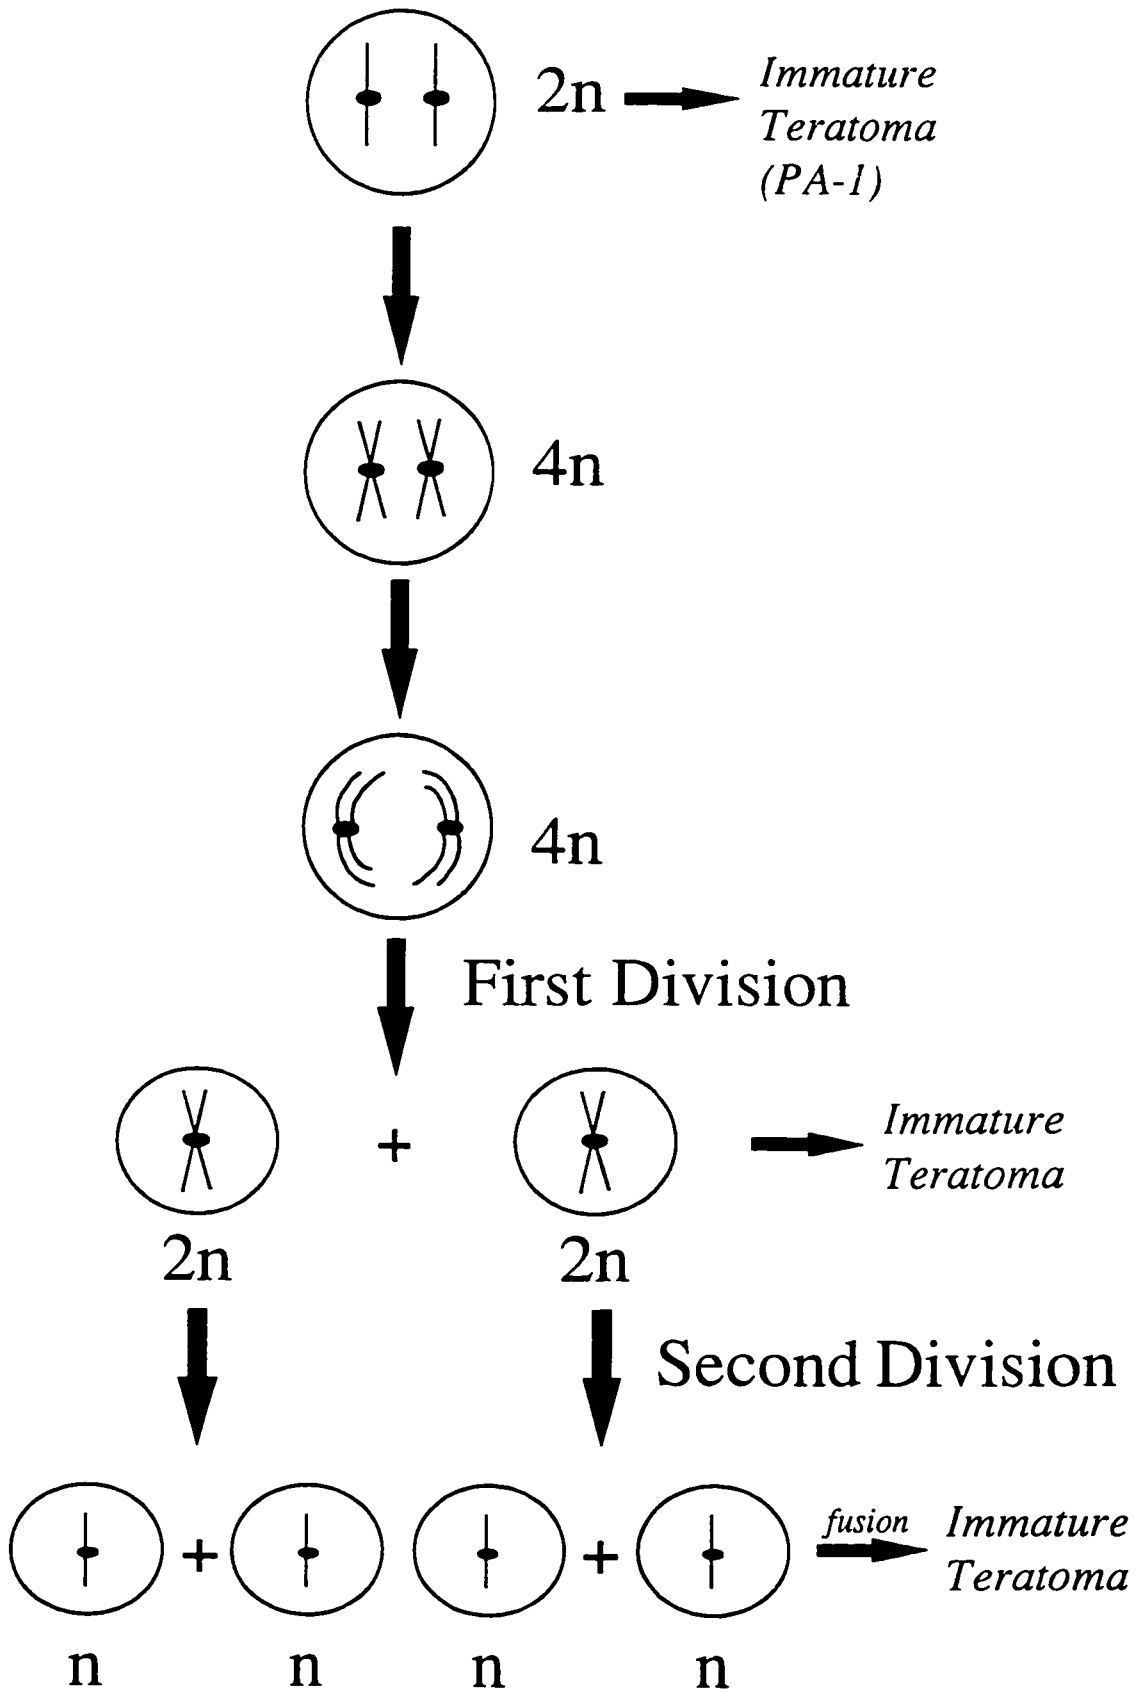 2n
Immature
Teratoma
(PA-1)
4n
4n
First Division
+
Immature
Teratoma
2n
2n
Second Division
+
+
fusion
Immature
Teratoma
n
n
n
n